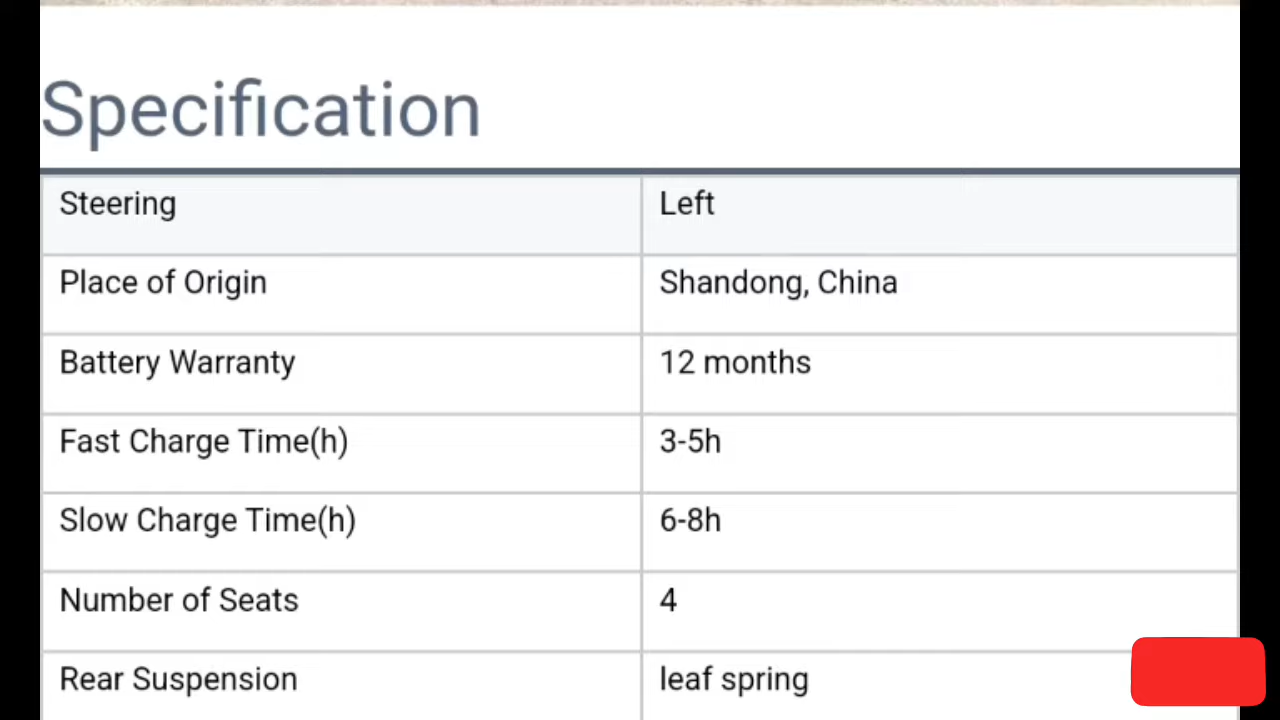 Specification
Steering Left
Place of Origin Shandong, China
Battery Warranty 12 months
Fast Charge Time(h) 3-5h
Slow Charge Time(h) 6-8h
Number of Seats 4
Rear Suspension leaf spring